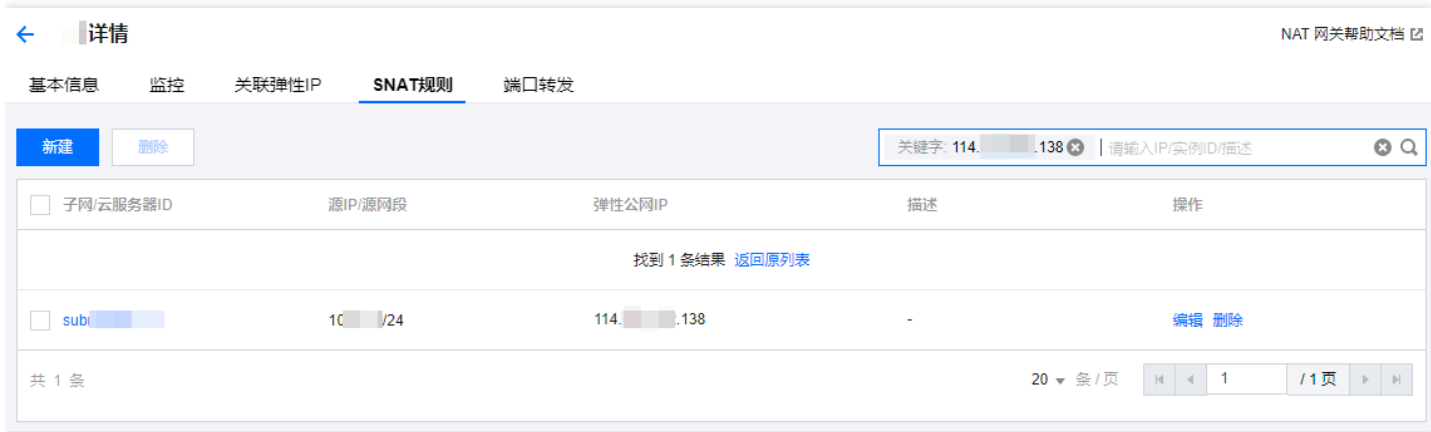 详情
NAT 网关帮助文档
基本信息 监控 关联弹性IP SNAT规则 端口转发
新建 删除 关键字: 114. .138 请输入IP/实例ID/描述
子网/云服务器ID 源IP/源网段 弹性公网IP 描述 操作
找到 1 条结果 返回原列表
sub 10 /24 114. .138 - 编辑 删除
共 1 条 20 条 / 页 1 / 1 页